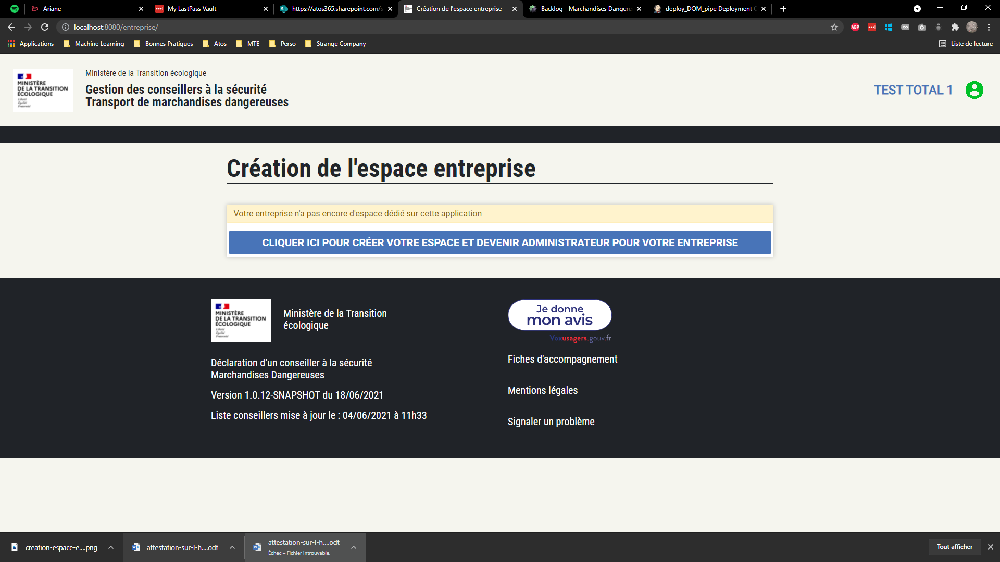 Ariane
My LastPass Vault
https://atos365.sharepoint.com/s
Création de l'espace entreprise
Backlog - Marchandises Dangere
deploy_DOM_pipe Deployment
localhost:8080/entreprise/
ABP
Applications
Machine Learning
Bonnes Pratiques
Atos
MTE
Perso
Strange Company
Liste de lecture
MINISTÈRE
DE LA TRANSITION
ÉCOLOGIQUE
Liberté
Égalité
Fraternité
Ministère de la Transition écologique
Gestion des conseillers à la sécurité
Transport de marchandises dangereuses
TEST TOTAL 1
Création de l'espace entreprise
Votre entreprise n'a pas encore d'espace dédié sur cette application
CLIQUER ICI POUR CRÉER VOTRE ESPACE ET DEVENIR ADMINISTRATEUR POUR VOTRE ENTREPRISE
MINISTÈRE
DE LA TRANSITION
ÉCOLOGIQUE
Liberté
Égalité
Fraternité
Ministère de la Transition
écologique
Déclaration d’un conseiller à la sécurité
Marchandises Dangereuses
Version 1.0.12-SNAPSHOT du 18/06/2021
Liste conseillers mise à jour le : 04/06/2021 à 11h33
Je donne
mon avis
Voxusagers.gouv.fr
Fiches d'accompagnement
Mentions légales
Signaler un problème
creation-espace-e....png
attestation-sur-l-h....odt
attestation-sur-l-h....odt
Échec – Fichier introuvable.
Tout afficher